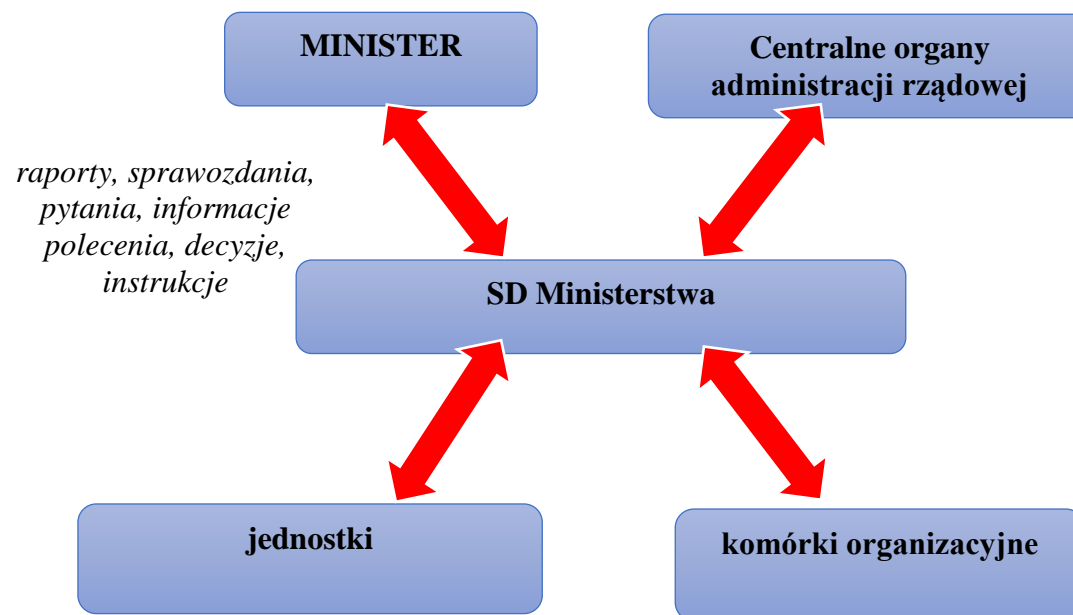 MINISTER
Centralne organy
administracji rządowej
raporty, sprawozdania,
pytania, informacje
polecenia, decyzje,
instrukcje
SD Ministerstwa
jednostki
komórki organizacyjne